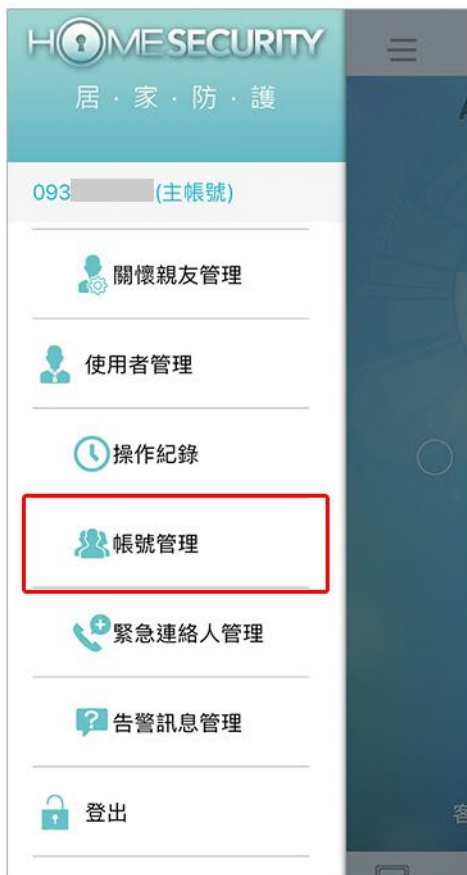 HOME SECURITY
居·家·防·護
093 (主帳號)
關懷親友管理
使用者管理
操作紀錄
帳號管理
緊急連絡人管理
告警訊息管理
登出